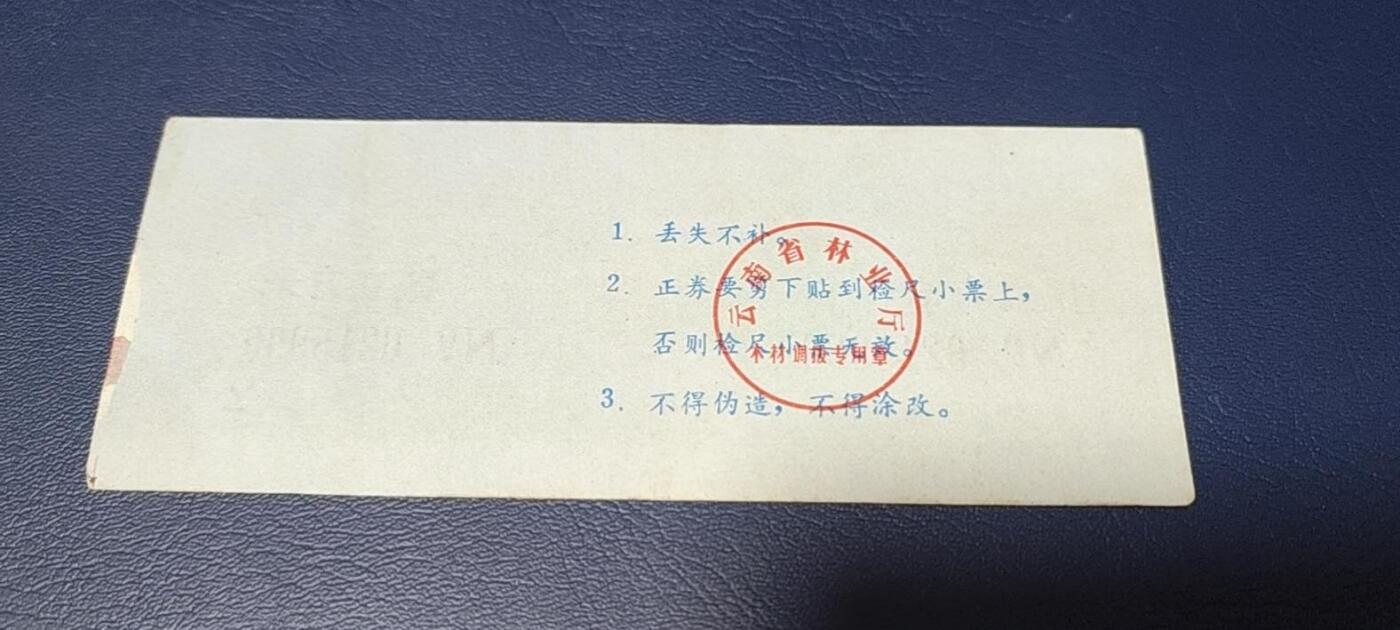 1. 丢失不补。
2. 正券要剪下贴到检尺小票上，
否则检尺小票无效。
3. 不得伪造，不得涂改。
云南省林业厅
木材调拨专用章